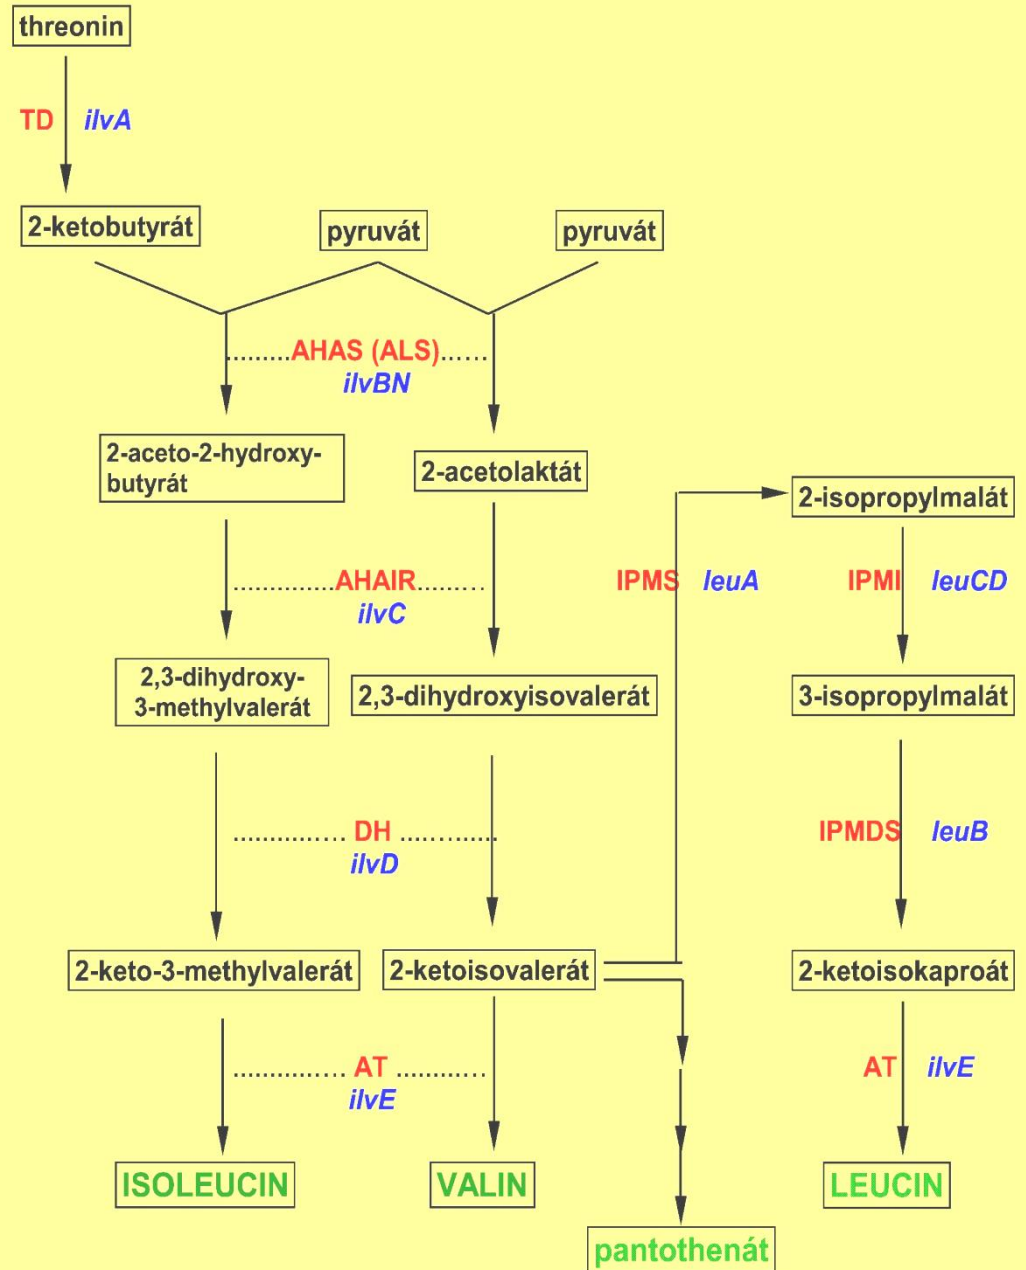 threonin
TD ilvA
2-ketobutyrát pyruvát pyruvát
AHAS (ALS)
ilvBN
2-aceto-2-hydroxy-
butyrát
2-acetolaktát
2-isopropylmalát
AHAIR
ilvC
IPMS leuA IPMI leuCD
2,3-dihydroxy-
3-methylvalerát
2,3-dihydroxyisovalerát
3-isopropylmalát
DH
ilvD
IPMDS leuB
2-keto-3-methylvalerát 2-ketoisovalerát 2-ketoisokaproát
AT
ilvE
AT ilvE
ISOLEUCIN VALIN LEUCIN
pantothenát